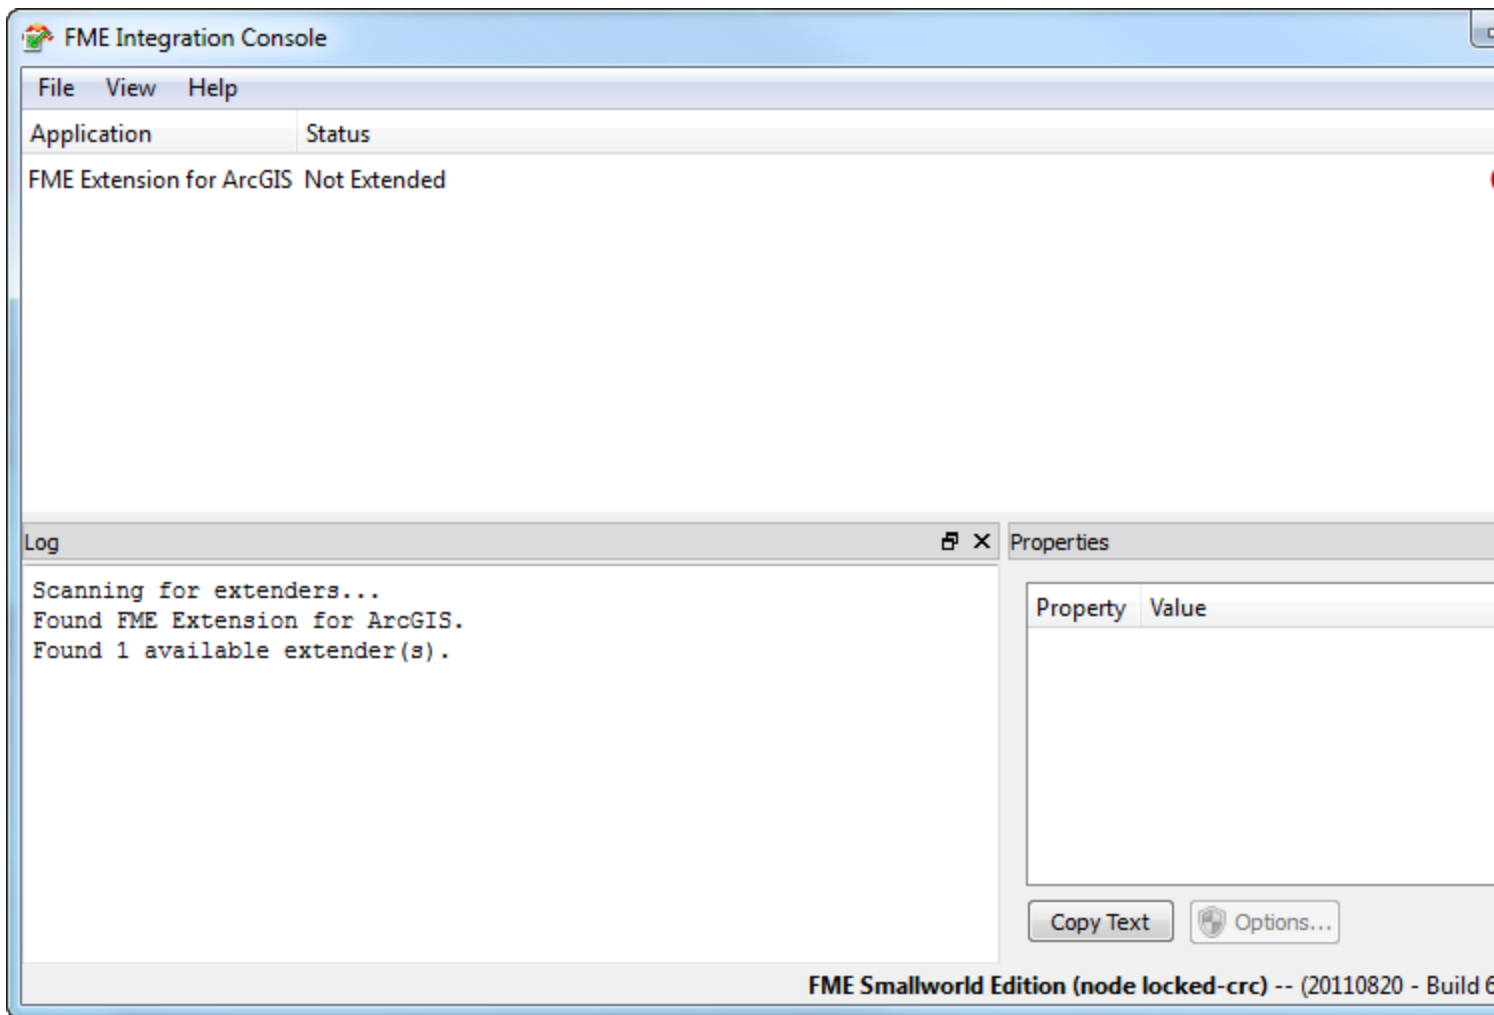 FME Integration Console
File View Help
Application Status
FME Extension for ArcGIS Not Extended
Log
Scanning for extenders...
Found FME Extension for ArcGIS.
Found 1 available extender(s).
Properties
Property Value
Copy Text Options...
FME Smallworld Edition (node locked-crc) -- (20110820 - Build 6